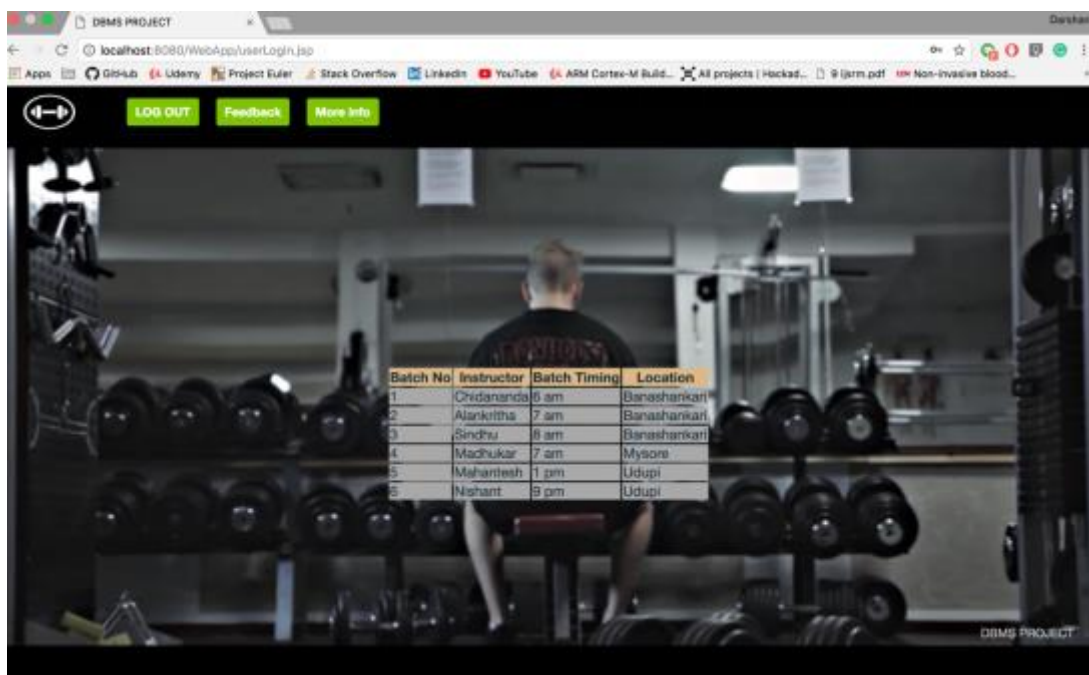 DBMS PROJECT
Darshan
localhost:8080/WebApp/userLogin.jsp
Apps GitHub Udemy Project Euler Stack Overflow LinkedIn YouTube ARM Cortex-M Build... All projects | Hackad... 9 ijsrm.pdf Non-invasive blood...
LOG OUT Feedback More Info
Batch No Instructor Batch Timing Location
1 Chidananda 6 am Banashankari
2 Alankritha 7 am Banashankari
3 Sindhu 8 am Banashankari
4 Madhukar 7 am Mysore
5 Mahantesh 1 pm Udupi
6 Nishant 9 pm Udupi
DBMS PROJECT